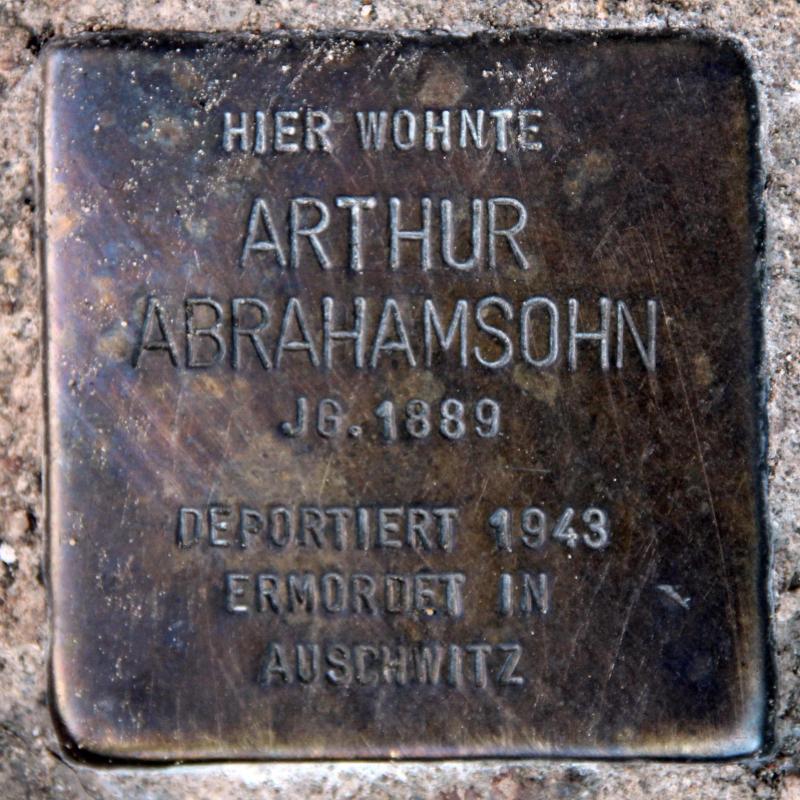 HIER WOHNTE
ARTHUR
ABRAHAMSOHN
JG. 1889
DEPORTIERT 1943
ERMORDET IN
AUSCHWITZ